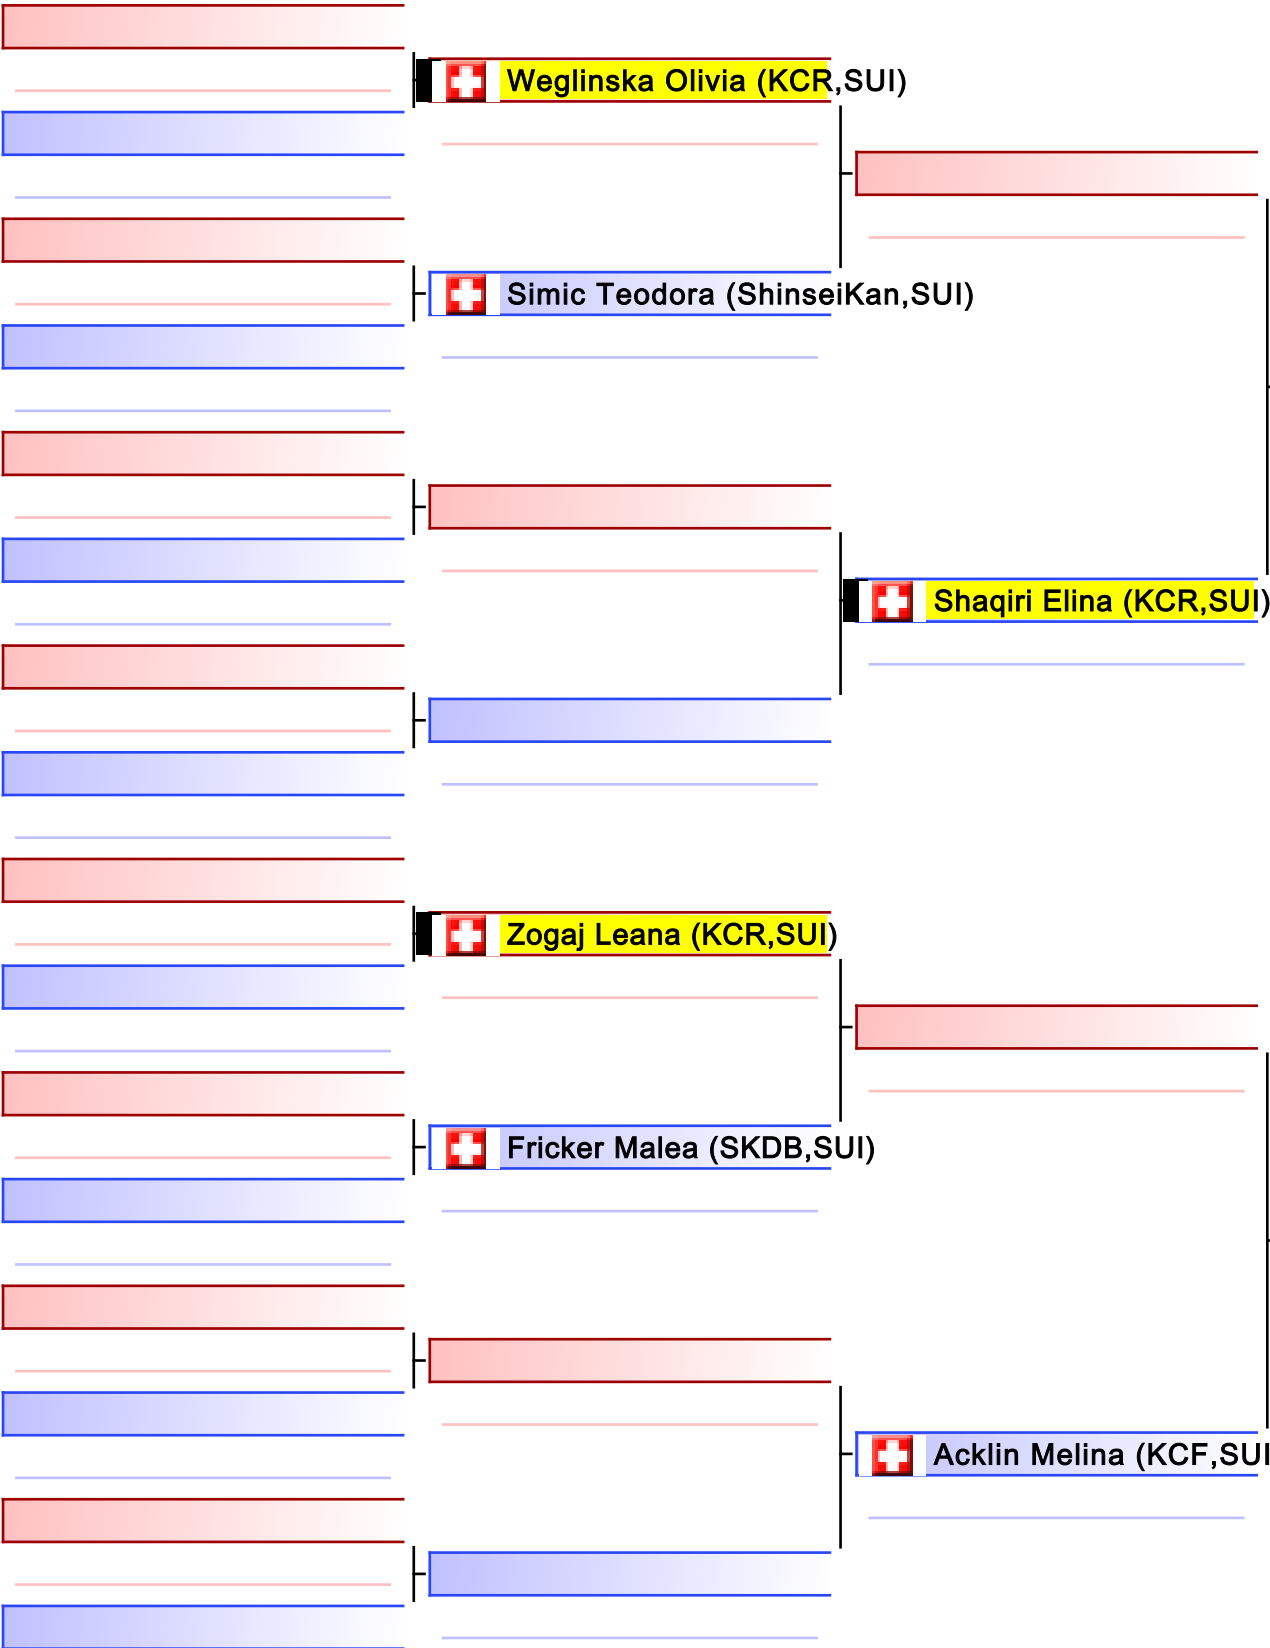 Weglinska Olivia (KCR,SUI)
Simic Teodora (ShinseiKan,SUI)
Shaqiri Elina (KCR,SUI)
Zogaj Leana (KCR,SUI)
Fricker Malea (SKDB,SUI)
Acklin Melina (KCF,SUI